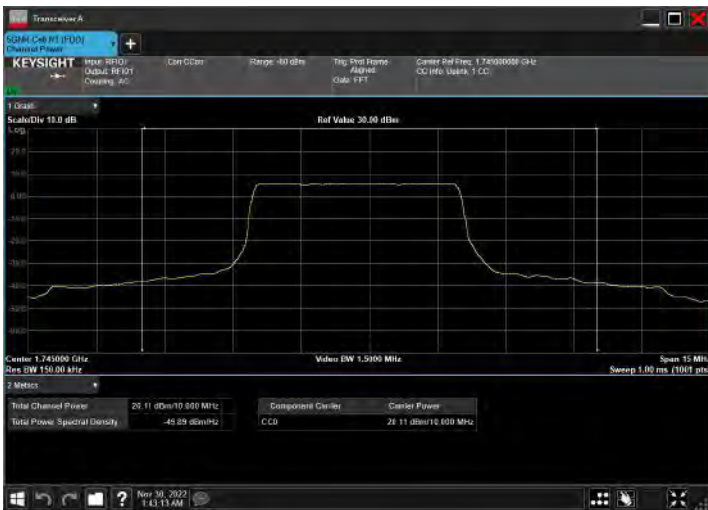 Transceiver A
5GNR Cell N1 (FDD)
Channel Power
+
KEYSIGHT
Input: RFIO1
Output: RFIO1
Coupling: AC
Corr CCorr
Range: -60 dBm
Trig: Prist Frame
Aligned
Gate: FFT
Center Ref Freq: 1.745000000 GHz
CC Info: Uplink, 1 CC
1 Graph
Scale/Div 10.0 dB
Ref Value 30.00 dBm
Log
Center 1.745000 GHz
Video BW 1.5000 MHz
Span 15 MHz
Res BW 150.00 kHz
Sweep 1.00 ms (1001 pts
2 Metrics
Total Channel Power
20.11 dBm/10.000 MHz
Total Power Spectral Density
-49.89 dBm/Hz
Component Carrier
Carrier Power
CC0
20.11 dBm/10.000 MHz
?
Nov 30, 2022
1:43:13 AM